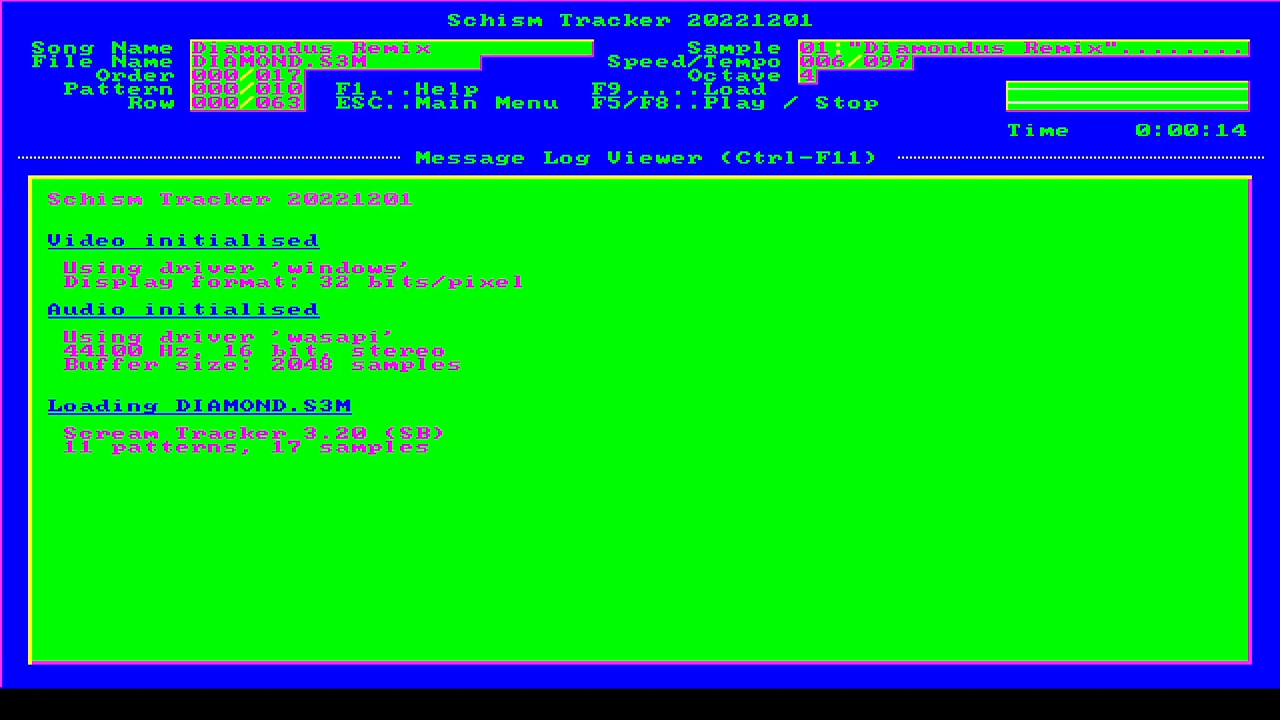 Schism Tracker 20221201
Song Name Diamondus Remix Sample 01:"Diamondus Remix"........
File Name DIAMOND.S3M Speed/Tempo 006/097
Order 000/017 Octave 4
Pattern 000/010 F1...Help F9.....Load
Row 000/063 ESC..Main Menu F5/F8..Play / Stop
Time 0:00:14
Message Log Viewer (Ctrl-F11)
Schism Tracker 20221201
Video initialised
Using driver 'windows'
Display format: 32 bits/pixel
Audio initialised
Using driver 'wasapi'
44100 Hz, 16 bit, stereo
Buffer size: 2048 samples
Loading DIAMOND.S3M
Scream Tracker 3.20 (SB)
11 patterns, 17 samples